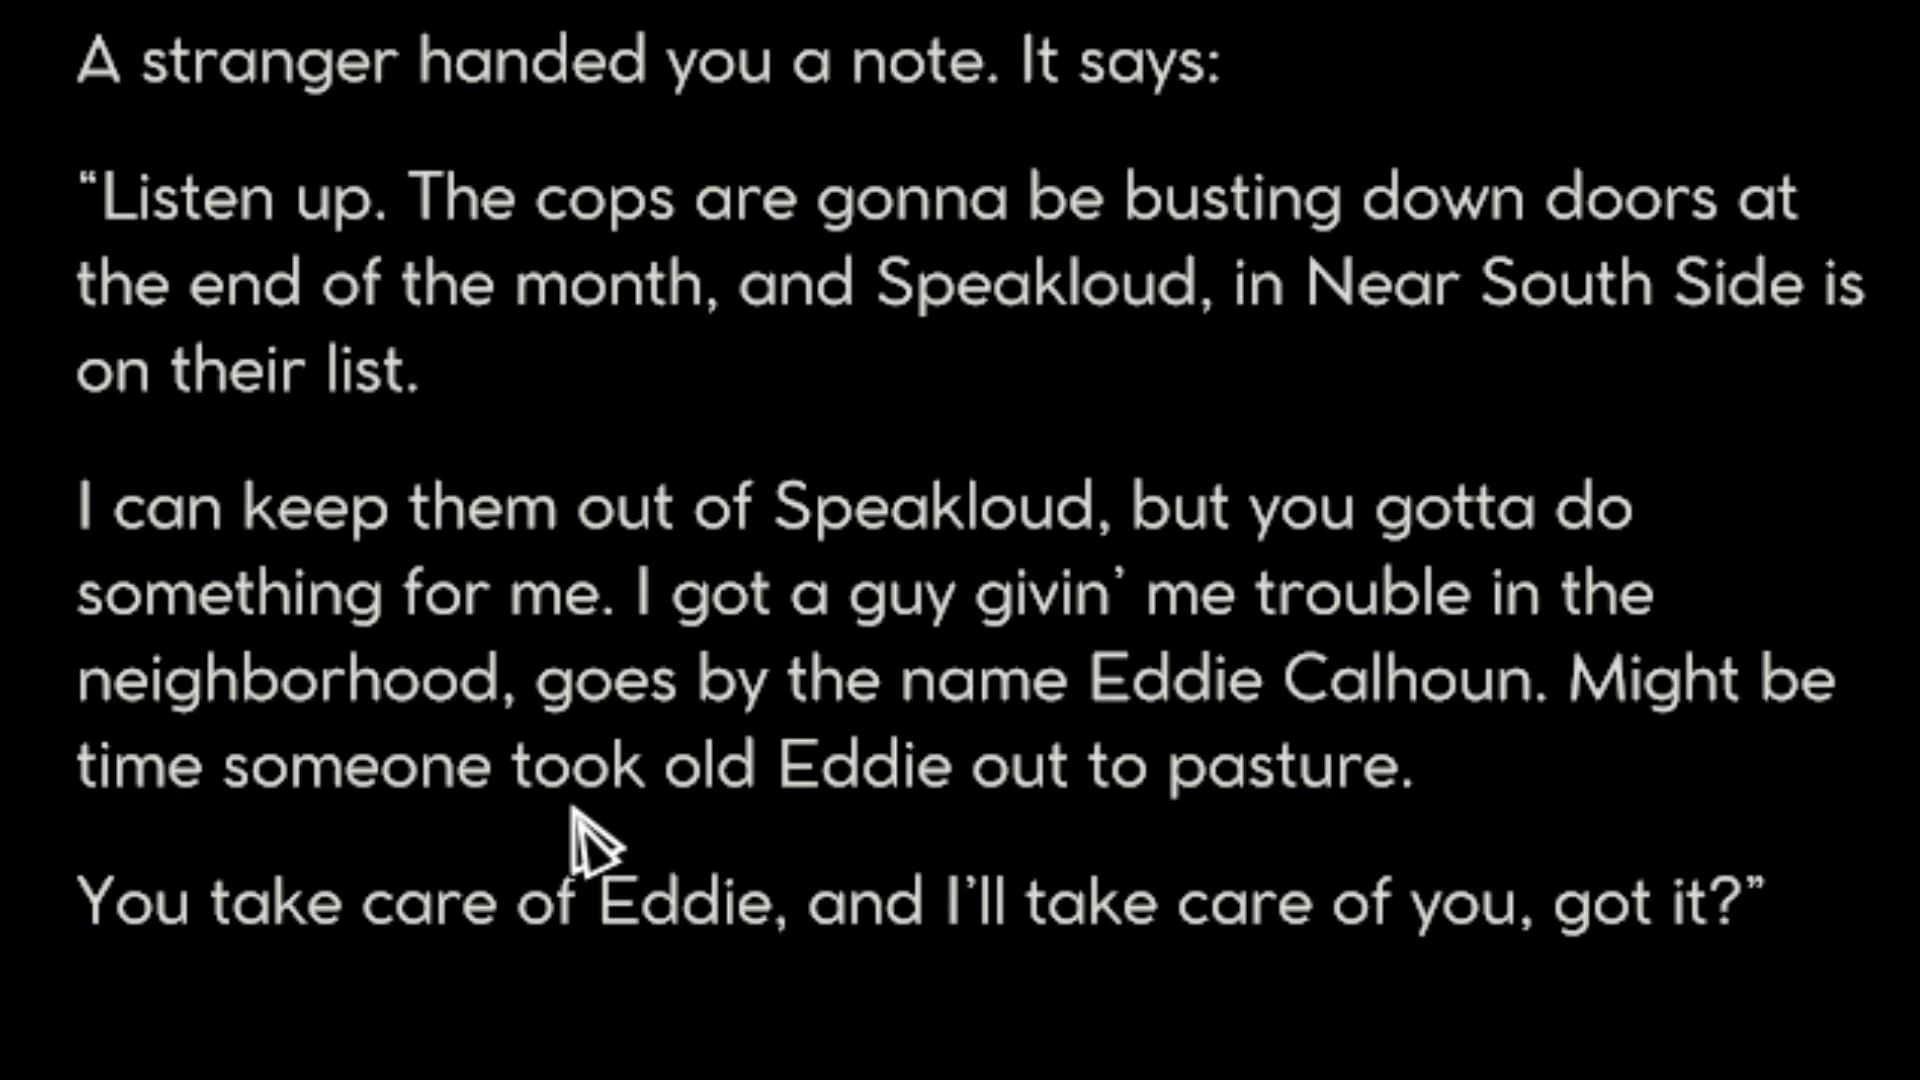 A stranger handed you a note. It says:
“Listen up. The cops are gonna be busting down doors at
the end of the month, and Speakloud, in Near South Side is
on their list.
I can keep them out of Speakloud, but you gotta do
something for me. I got a guy givin’ me trouble in the
neighborhood, goes by the name Eddie Calhoun. Might be
time someone took old Eddie out to pasture.
You take care of Eddie, and I’ll take care of you, got it?”